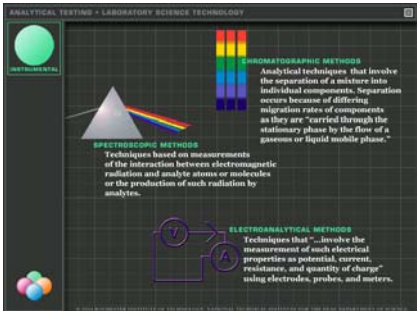 ANALYTICAL TESTING • LABORATORY SCIENCE TECHNOLOGY
INSTRUMENTAL
CHROMATOGRAPHIC METHODS
Analytical techniques that involve
the separation of a mixture into
individual components. Separation
occurs because of differing
migration rates of components
as they are "carried through the
stationary phase by the flow of a
gaseous or liquid mobile phase."
SPECTROSCOPIC METHODS
Techniques based on measurements
of the interaction between electromagnetic
radiation and analyte atoms or molecules
or the production of such radiation by
analytes.
ELECTROANALYTICAL METHODS
Techniques that "...involve the
measurement of such electrical
properties as potential, current,
resistance, and quantity of charge"
using electrodes, probes, and meters.
V
A